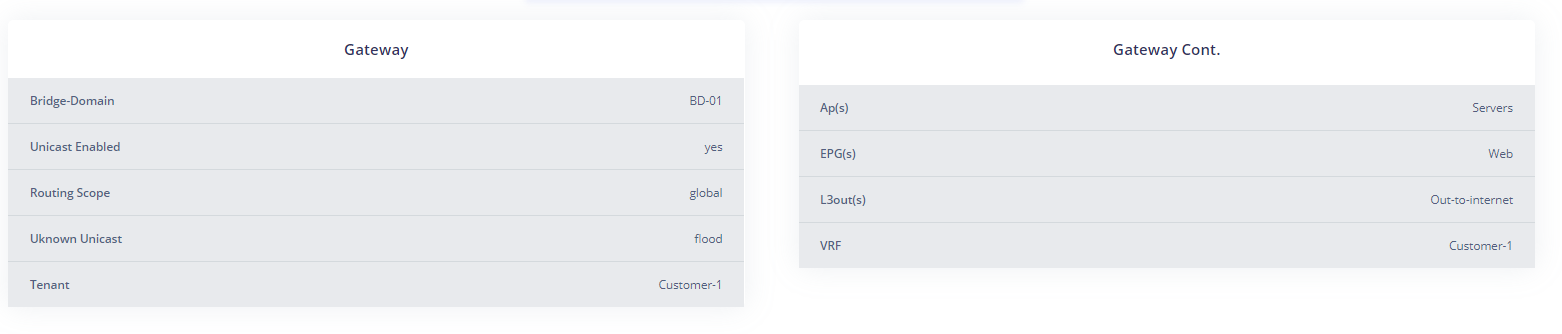 Gateway
Bridge-Domain BD-01
Unicast Enabled yes
Routing Scope global
Uknown Unicast flood
Tenant Customer-1
Gateway Cont.
Ap(s) Servers
EPG(s) Web
L3out(s) Out-to-internet
VRF Customer-1